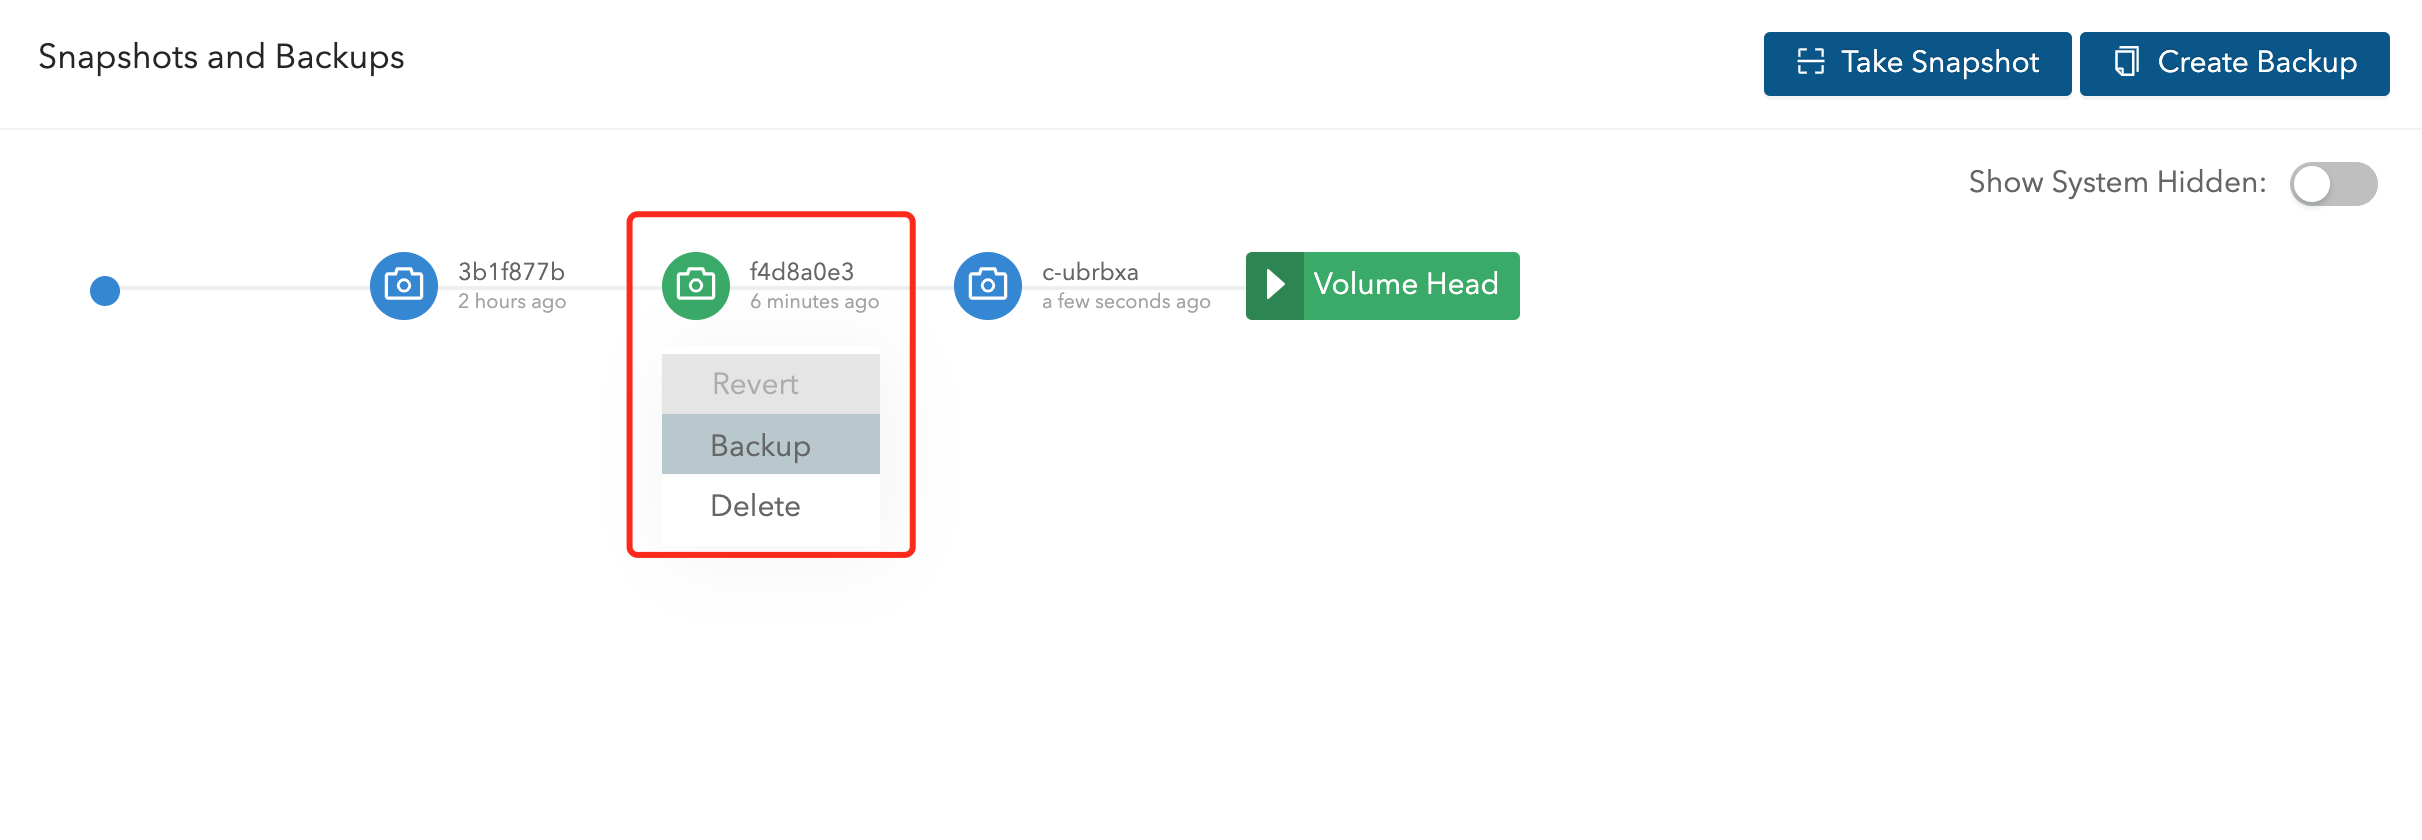 Snapshots and Backups
Take Snapshot
Create Backup
Show System Hidden:
3b1f877b
2 hours ago
f4d8a0e3
6 minutes ago
c-ubrbxa
a few seconds ago
Volume Head
Revert
Backup
Delete